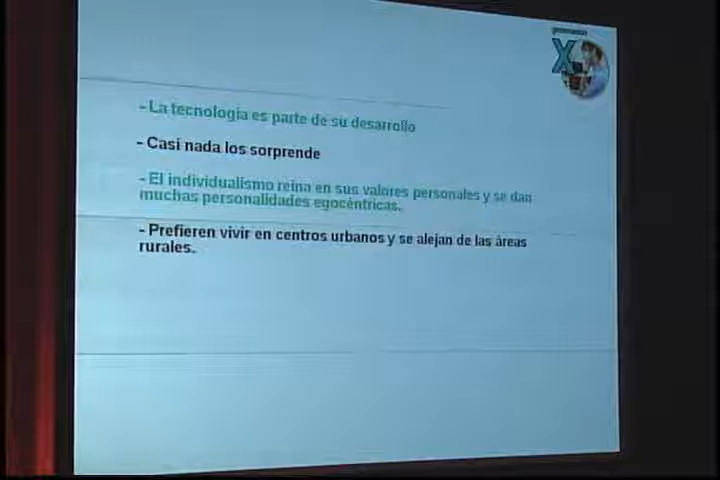 X
- La tecnología es parte de su desarrollo
- Casi nada los sorprende
- El individualismo reina en sus valores personales y se dan
muchas personalidades egocéntricas.
- Prefieren vivir en centros urbanos y se alejan de las áreas
rurales.